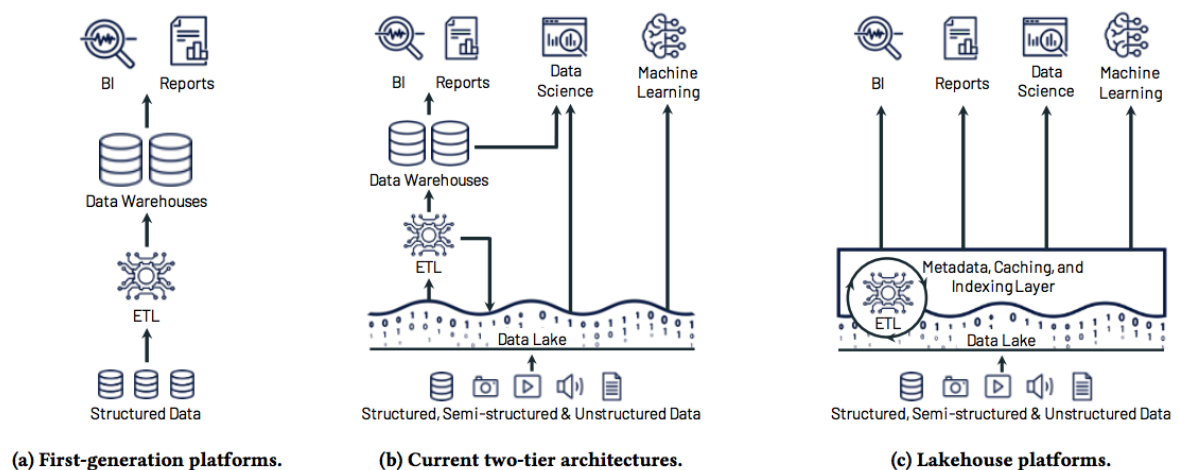 BI
Reports
Data Warehouses
ETL
Structured Data
(a) First-generation platforms.
BI
Reports
Data
Science
Machine
Learning
Data Warehouses
ETL
Data Lake
Structured, Semi-structured & Unstructured Data
(b) Current two-tier architectures.
BI
Reports
Data
Science
Machine
Learning
Metadata, Caching, and
Indexing Layer
ETL
Data Lake
Structured, Semi-structured & Unstructured Data
(c) Lakehouse platforms.